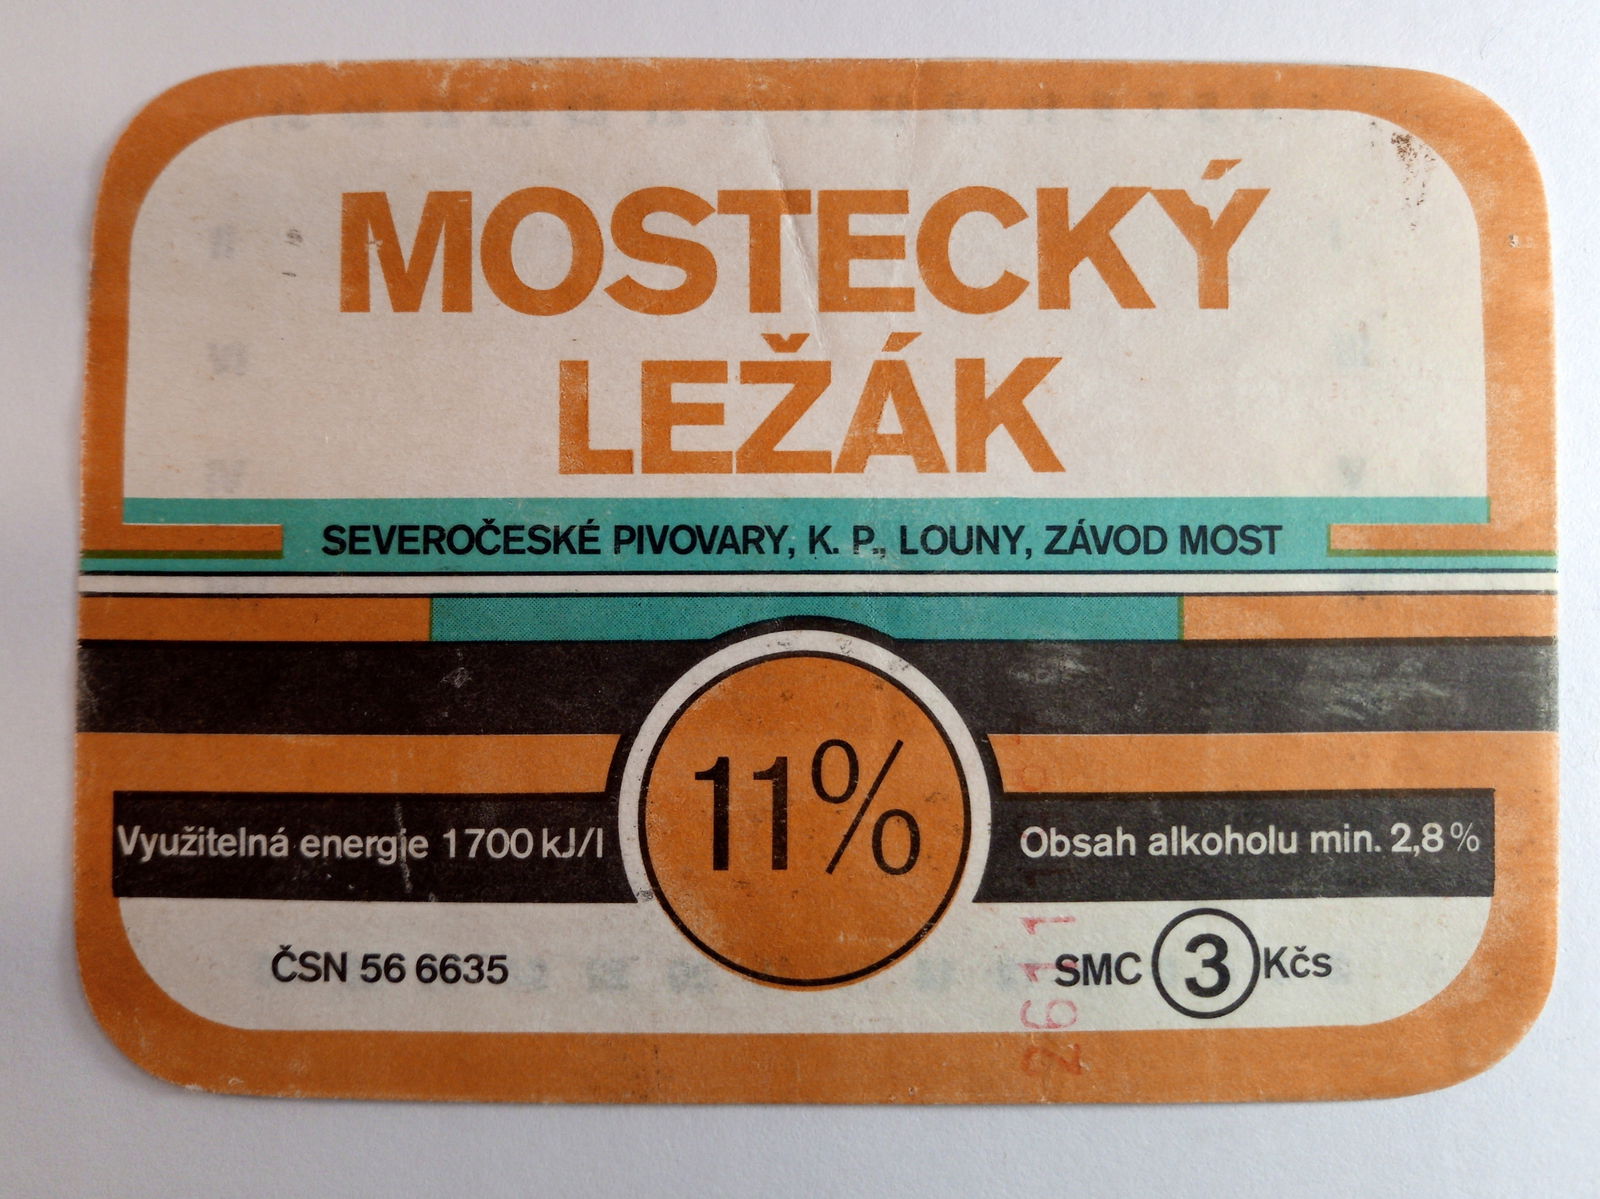 MOSTECKÝ
LEŽÁK
SEVEROČESKÉ PIVOVARY, K. P., LOUNY, ZÁVOD MOST
11%
Využitelná energie 1700 kJ/l
Obsah alkoholu min. 2,8%
ČSN 56 6635
SMC 3 Kčs